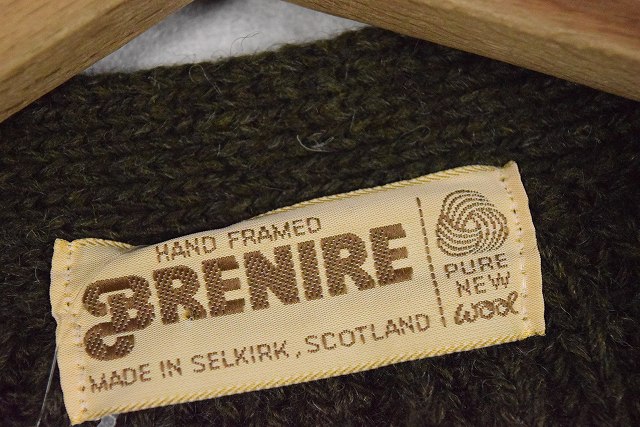 HAND FRAMED
BRENIRE
MADE IN SELKIRK, SCOTLAND
PURE
NEW
WOOL